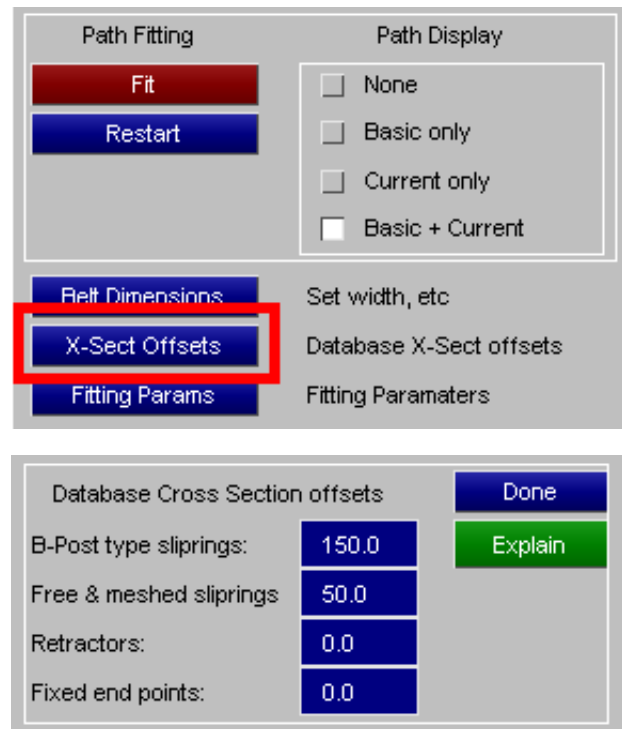 Path Fitting Path Display
Fit None
Restart Basic only
Current only
Basic + Current
Belt Dimensions Set width, etc
X-Sect Offsets Database X-Sect offsets
Fitting Params Fitting Paramaters
Database Cross Section offsets Done
B-Post type sliprings: 150.0 Explain
Free & meshed sliprings 50.0
Retractors: 0.0
Fixed end points: 0.0